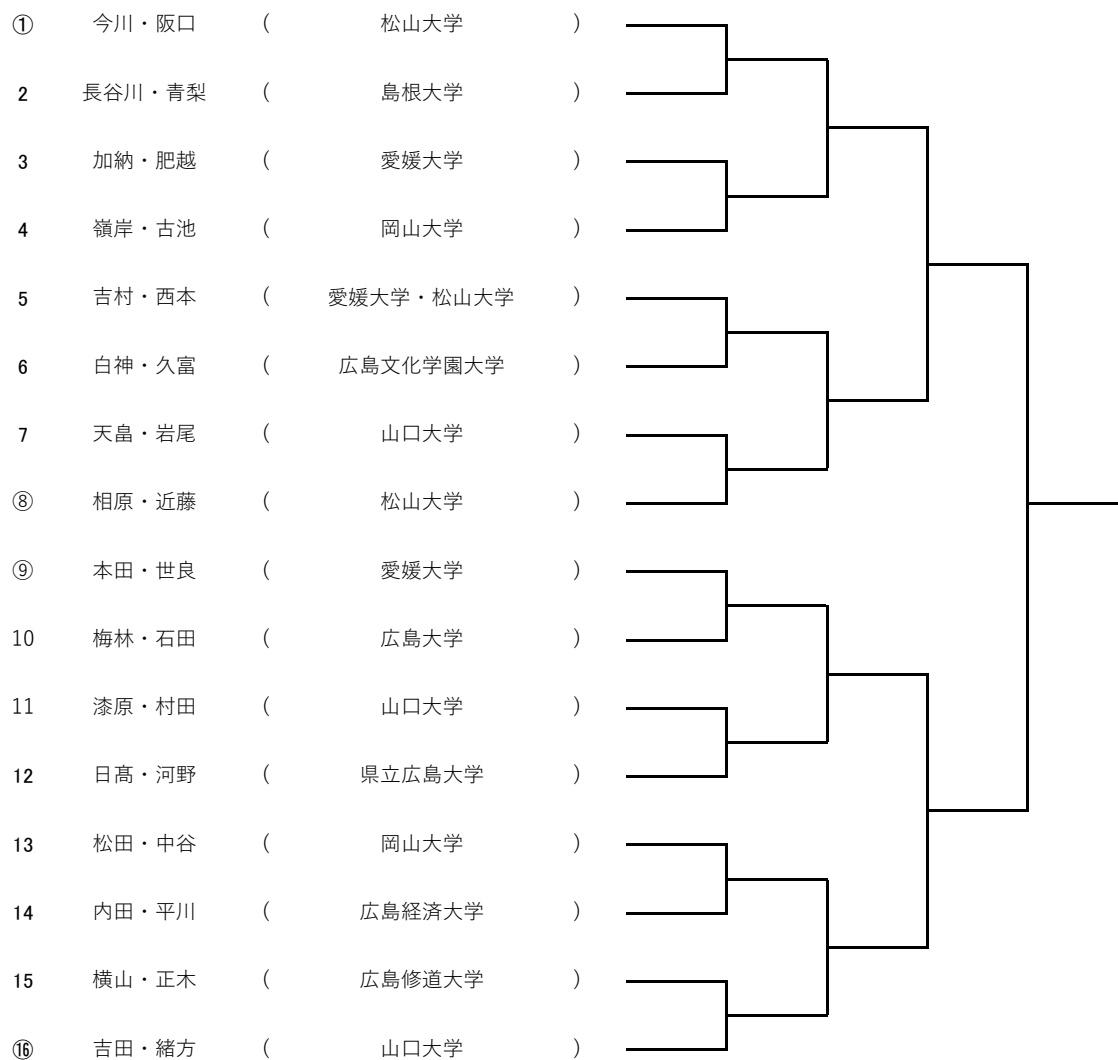 ① 今川・阪口 ( 松山大学 )
2 長谷川・青梨 ( 島根大学 )
3 加納・肥越 ( 愛媛大学 )
4 嶺岸・古池 ( 岡山大学 )
5 吉村・西本 ( 愛媛大学・松山大学 )
6 白神・久富 ( 広島文化学園大学 )
7 天畠・岩尾 ( 山口大学 )
⑧ 相原・近藤 ( 松山大学 )
⑨ 本田・世良 ( 愛媛大学 )
10 梅林・石田 ( 広島大学 )
11 漆原・村田 ( 山口大学 )
12 日髙・河野 ( 県立広島大学 )
13 松田・中谷 ( 岡山大学 )
14 内田・平川 ( 広島経済大学 )
15 横山・正木 ( 広島修道大学 )
⑯ 吉田・緒方 ( 山口大学 )